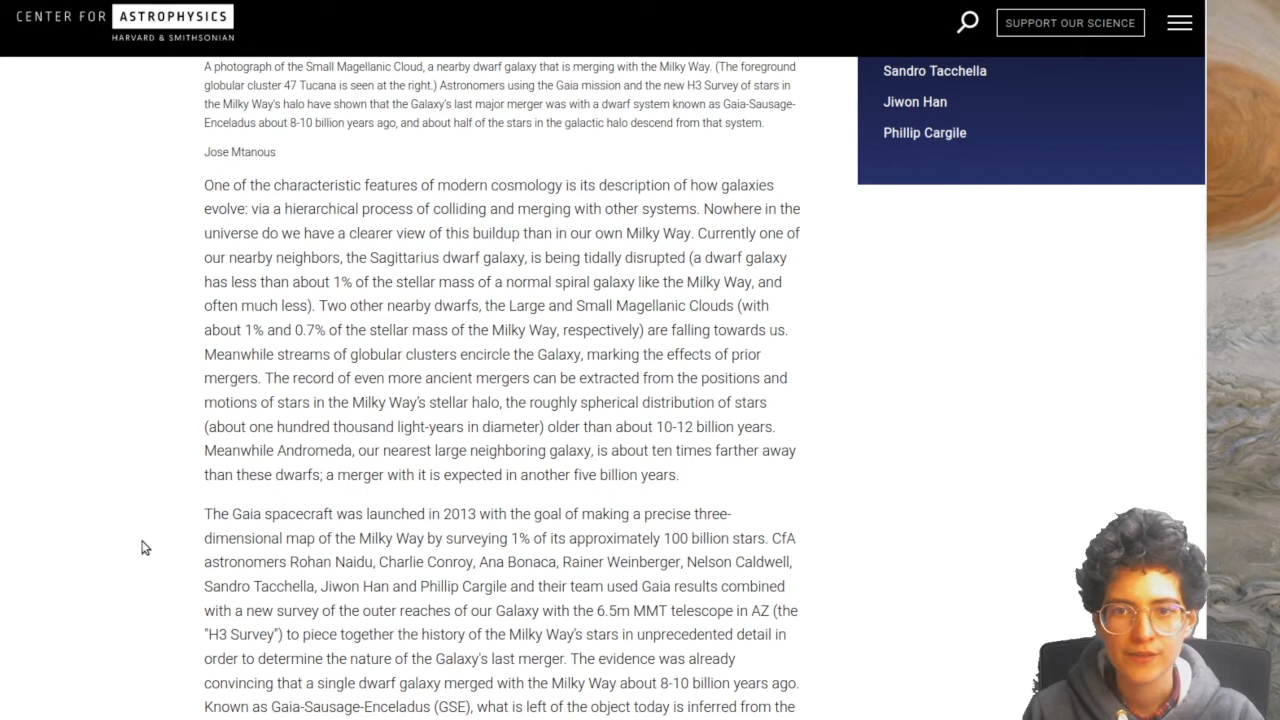 CENTER FOR ASTROPHYSICS
HARVARD & SMITHSONIAN
SUPPORT OUR SCIENCE
A photograph of the Small Magellanic Cloud, a nearby dwarf galaxy that is merging with the Milky Way. (The foreground
globular cluster 47 Tucana is seen at the right.) Astronomers using the Gaia mission and the new H3 Survey of stars in
the Milky Way's halo have shown that the Galaxy's last major merger was with a dwarf system known as Gaia-Sausage-
Enceladus about 8-10 billion years ago, and about half of the stars in the galactic halo descend from that system.
Jose Mtanous
One of the characteristic features of modern cosmology is its description of how galaxies
evolve: via a hierarchical process of colliding and merging with other systems. Nowhere in the
universe do we have a clearer view of this buildup than in our own Milky Way. Currently one of
our nearby neighbors, the Sagittarius dwarf galaxy, is being tidally disrupted (a dwarf galaxy
has less than about 1% of the stellar mass of a normal spiral galaxy like the Milky Way, and
often much less). Two other nearby dwarfs, the Large and Small Magellanic Clouds (with
about 1% and 0.7% of the stellar mass of the Milky Way, respectively) are falling towards us.
Meanwhile streams of globular clusters encircle the Galaxy, marking the effects of prior
mergers. The record of even more ancient mergers can be extracted from the positions and
motions of stars in the Milky Way's stellar halo, the roughly spherical distribution of stars
(about one hundred thousand light-years in diameter) older than about 10-12 billion years.
Meanwhile Andromeda, our nearest large neighboring galaxy, is about ten times farther away
than these dwarfs; a merger with it is expected in another five billion years.
The Gaia spacecraft was launched in 2013 with the goal of making a precise three-
dimensional map of the Milky Way by surveying 1% of its approximately 100 billion stars. CfA
astronomers Rohan Naidu, Charlie Conroy, Ana Bonaca, Rainer Weinberger, Nelson Caldwell,
Sandro Tacchella, Jiwon Han and Phillip Cargile and their team used Gaia results combined
with a new survey of the outer reaches of our Galaxy with the 6.5m MMT telescope in AZ (the
"H3 Survey") to piece together the history of the Milky Way's stars in unprecedented detail in
order to determine the nature of the Galaxy's last merger. The evidence was already
convincing that a single dwarf galaxy merged with the Milky Way about 8-10 billion years ago.
Known as Gaia-Sausage-Enceladus (GSE), what is left of the object today is inferred from the
Sandro Tacchella
Jiwon Han
Phillip Cargile